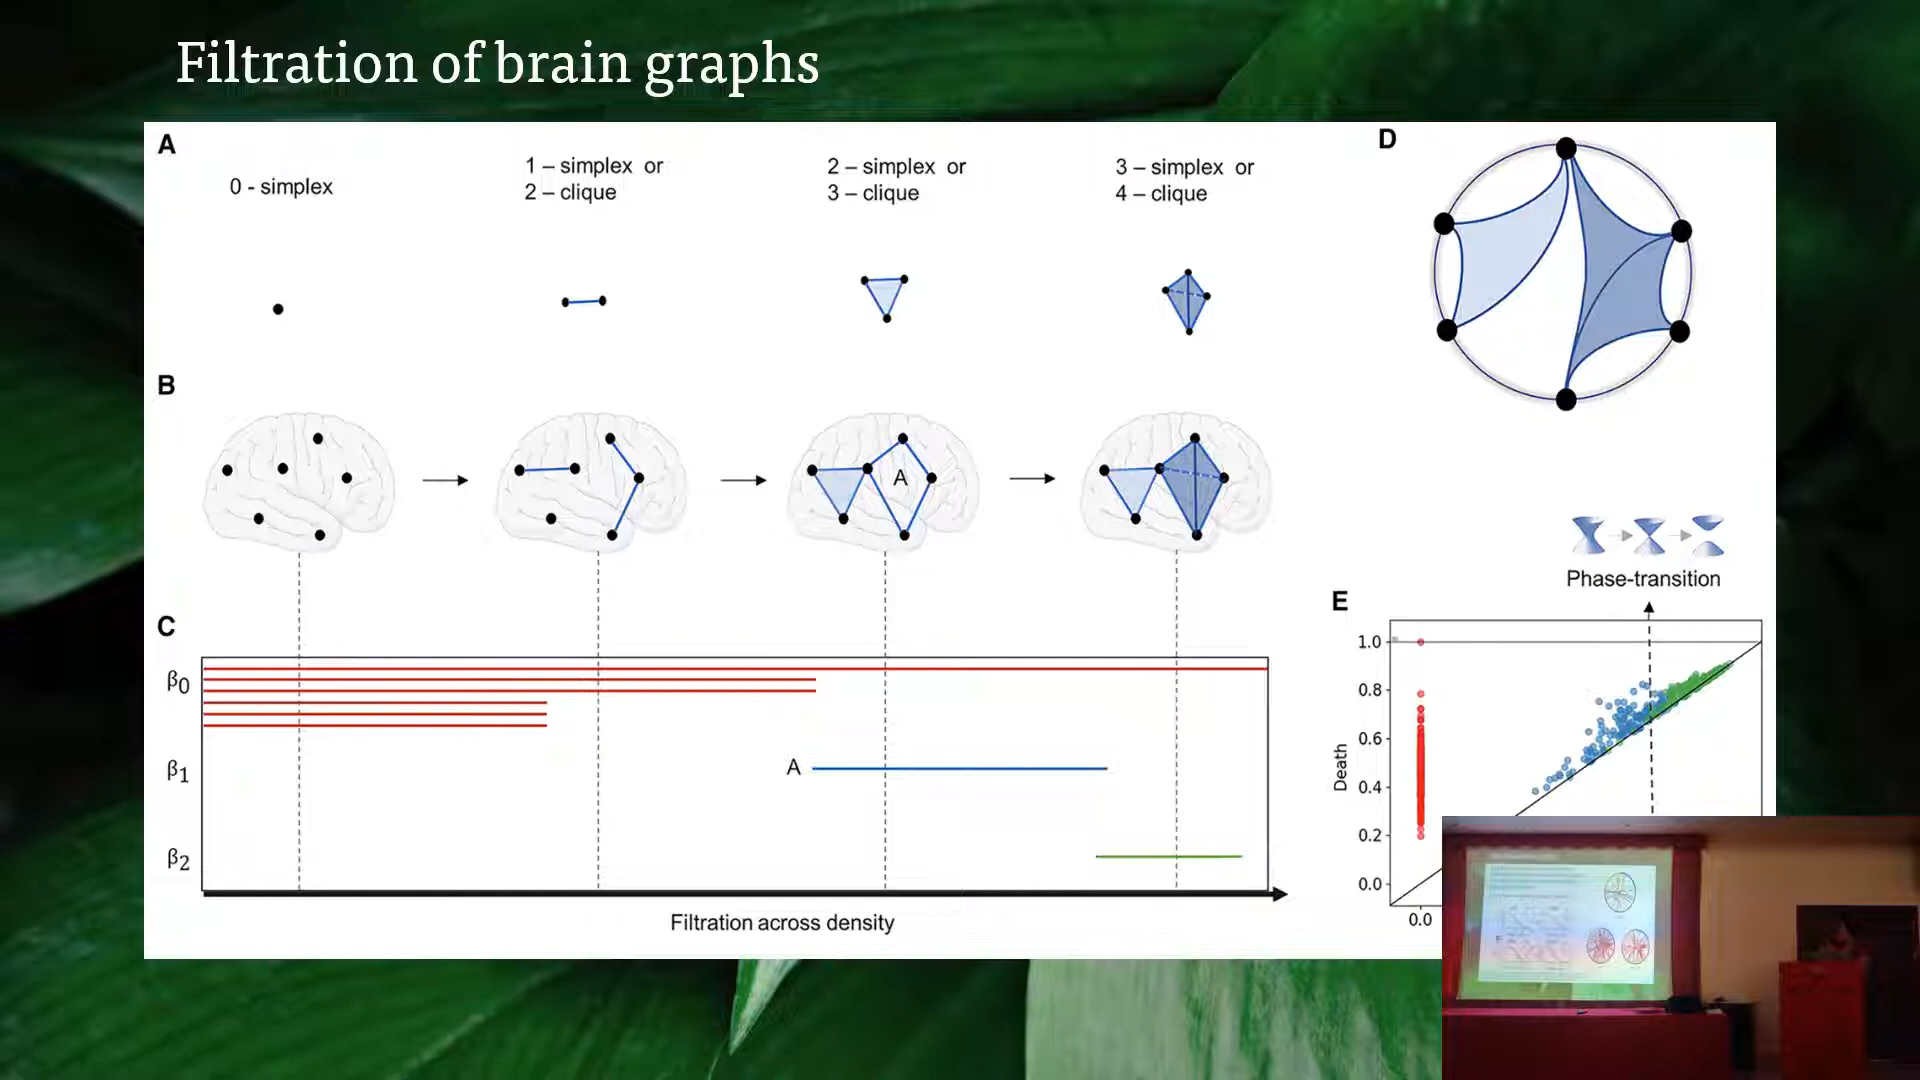 Filtration of brain graphs
A
0 - simplex
1 – simplex or
2 – clique
2 – simplex or
3 – clique
3 – simplex or
4 – clique
B
A
C
β0
β1
A
β2
Filtration across density
D
Phase-transition
E
Death
1.0
0.8
0.6
0.4
0.2
0.0
0.0